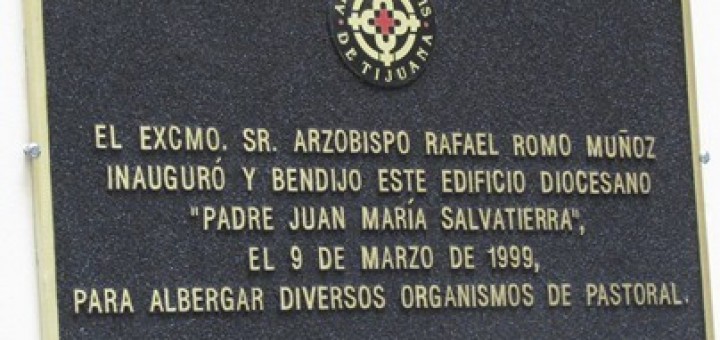 DE TIJUANA
EL EXCMO. SR. ARZOBISPO RAFAEL ROMO MUÑOZ
INAUGURÓ Y BENDIJO ESTE EDIFICIO DIOCESANO
"PADRE JUAN MARÍA SALVATIERRA",
EL 9 DE MARZO DE 1999,
PARA ALBERGAR DIVERSOS ORGANISMOS DE PASTORAL.